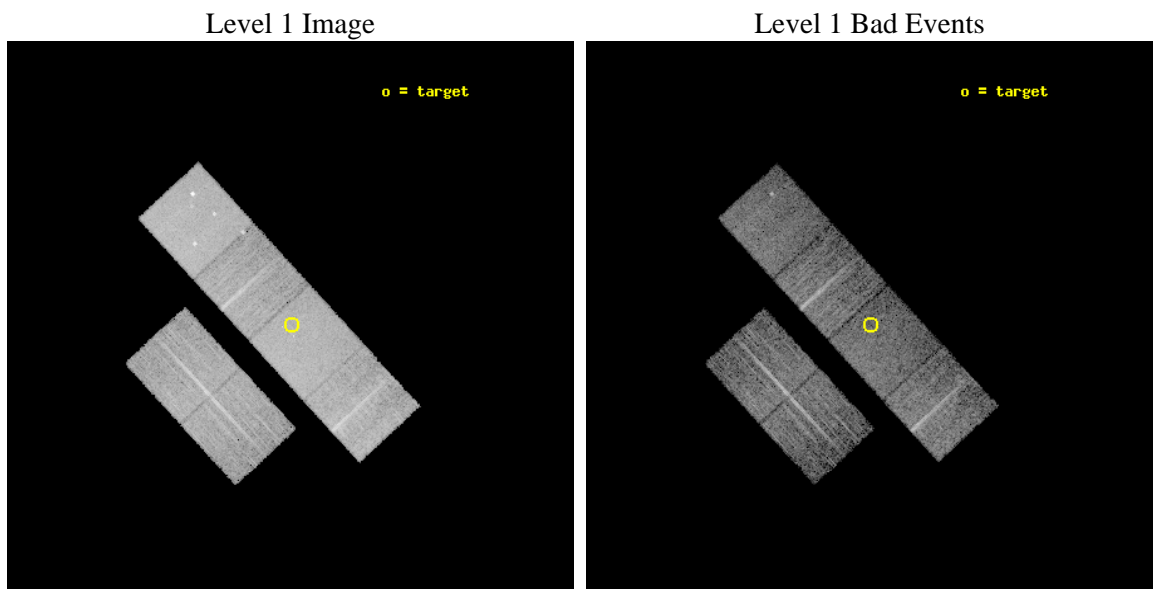 Level 1 Image
Level 1 Bad Events
o = target
o = target